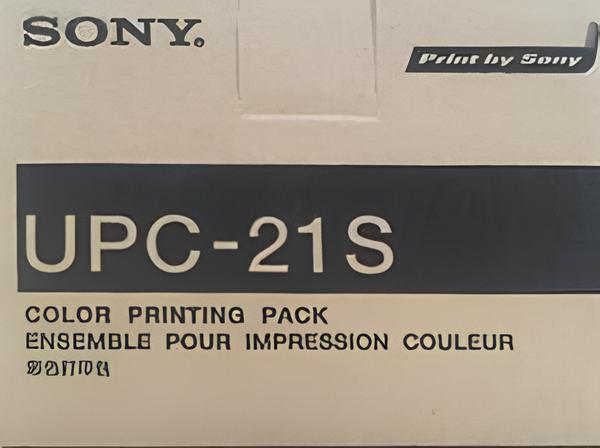 SONY.
Print by Sony
UPC-21S
COLOR PRINTING PACK
ENSEMBLE POUR IMPRESSION COULEUR